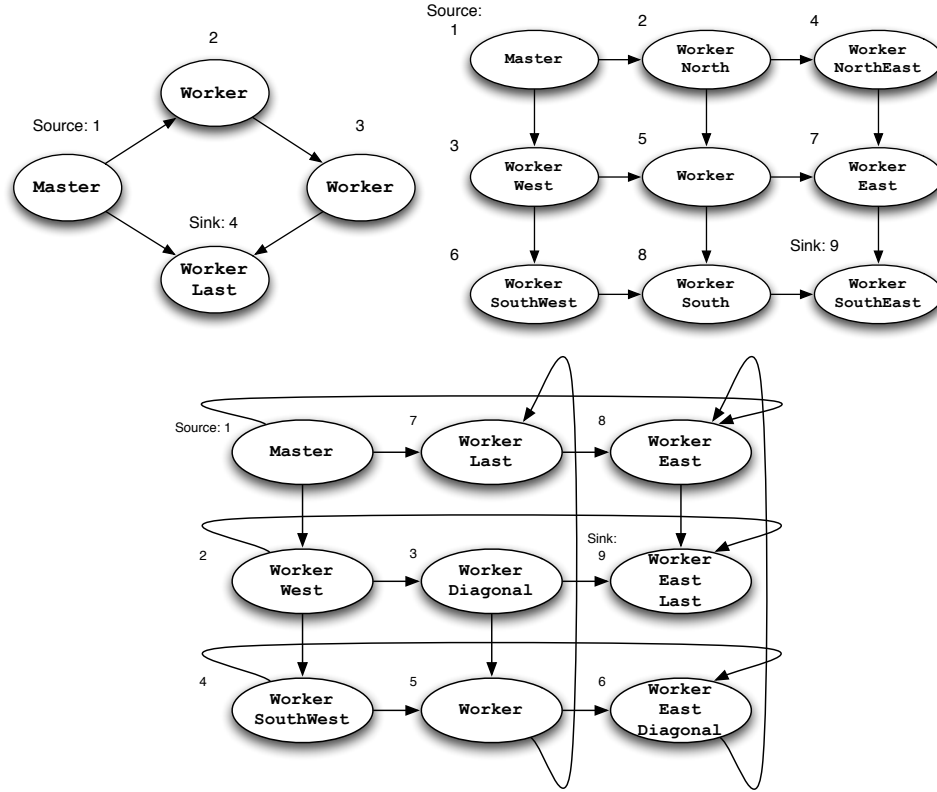 2
Worker
Source: 1
3
Master
Worker
Sink: 4
Worker
Last
Source:
1
2
4
Master
Worker
North
Worker
NorthEast
3
5
7
Worker
West
Worker
Worker
East
6
8
Sink: 9
Worker
SouthWest
Worker
South
Worker
SouthEast
Source: 1
7
8
Master
Worker
Last
Worker
East
2
3
Sink:
9
Worker
West
Worker
Diagonal
Worker
East
Last
4
5
6
Worker
SouthWest
Worker
Worker
East
Diagonal